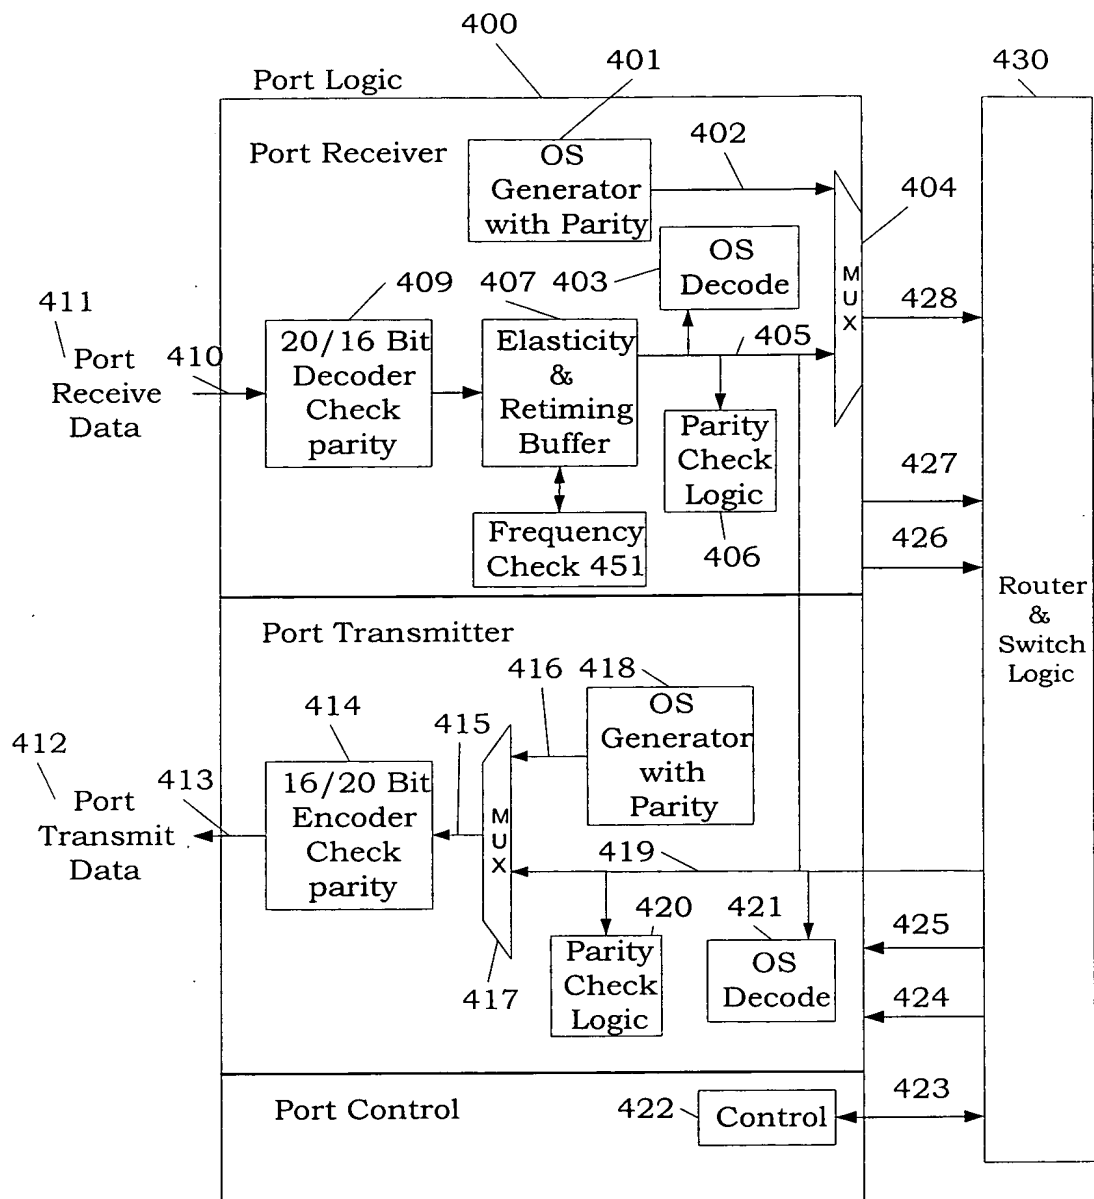 400
401
430
Port Logic
402
Port Receiver
OS
Generator
with Parity
404
OS
Decode
403
MUX
409
407
428
411
20/16 Bit
Decoder
Check
parity
Elasticity
&
Retiming
Buffer
405
Port
Receive
Data
410
Parity
Check
Logic
427
Frequency
Check 451
406
426
Router
&
Switch
Logic
Port Transmitter
416
418
414
415
OS
Generator
with
Parity
412
413
16/20 Bit
Encoder
Check
parity
MUX
Port
Transmit
Data
419
420
421
425
Parity
Check
Logic
OS
Decode
417
424
423
Port Control
422
Control